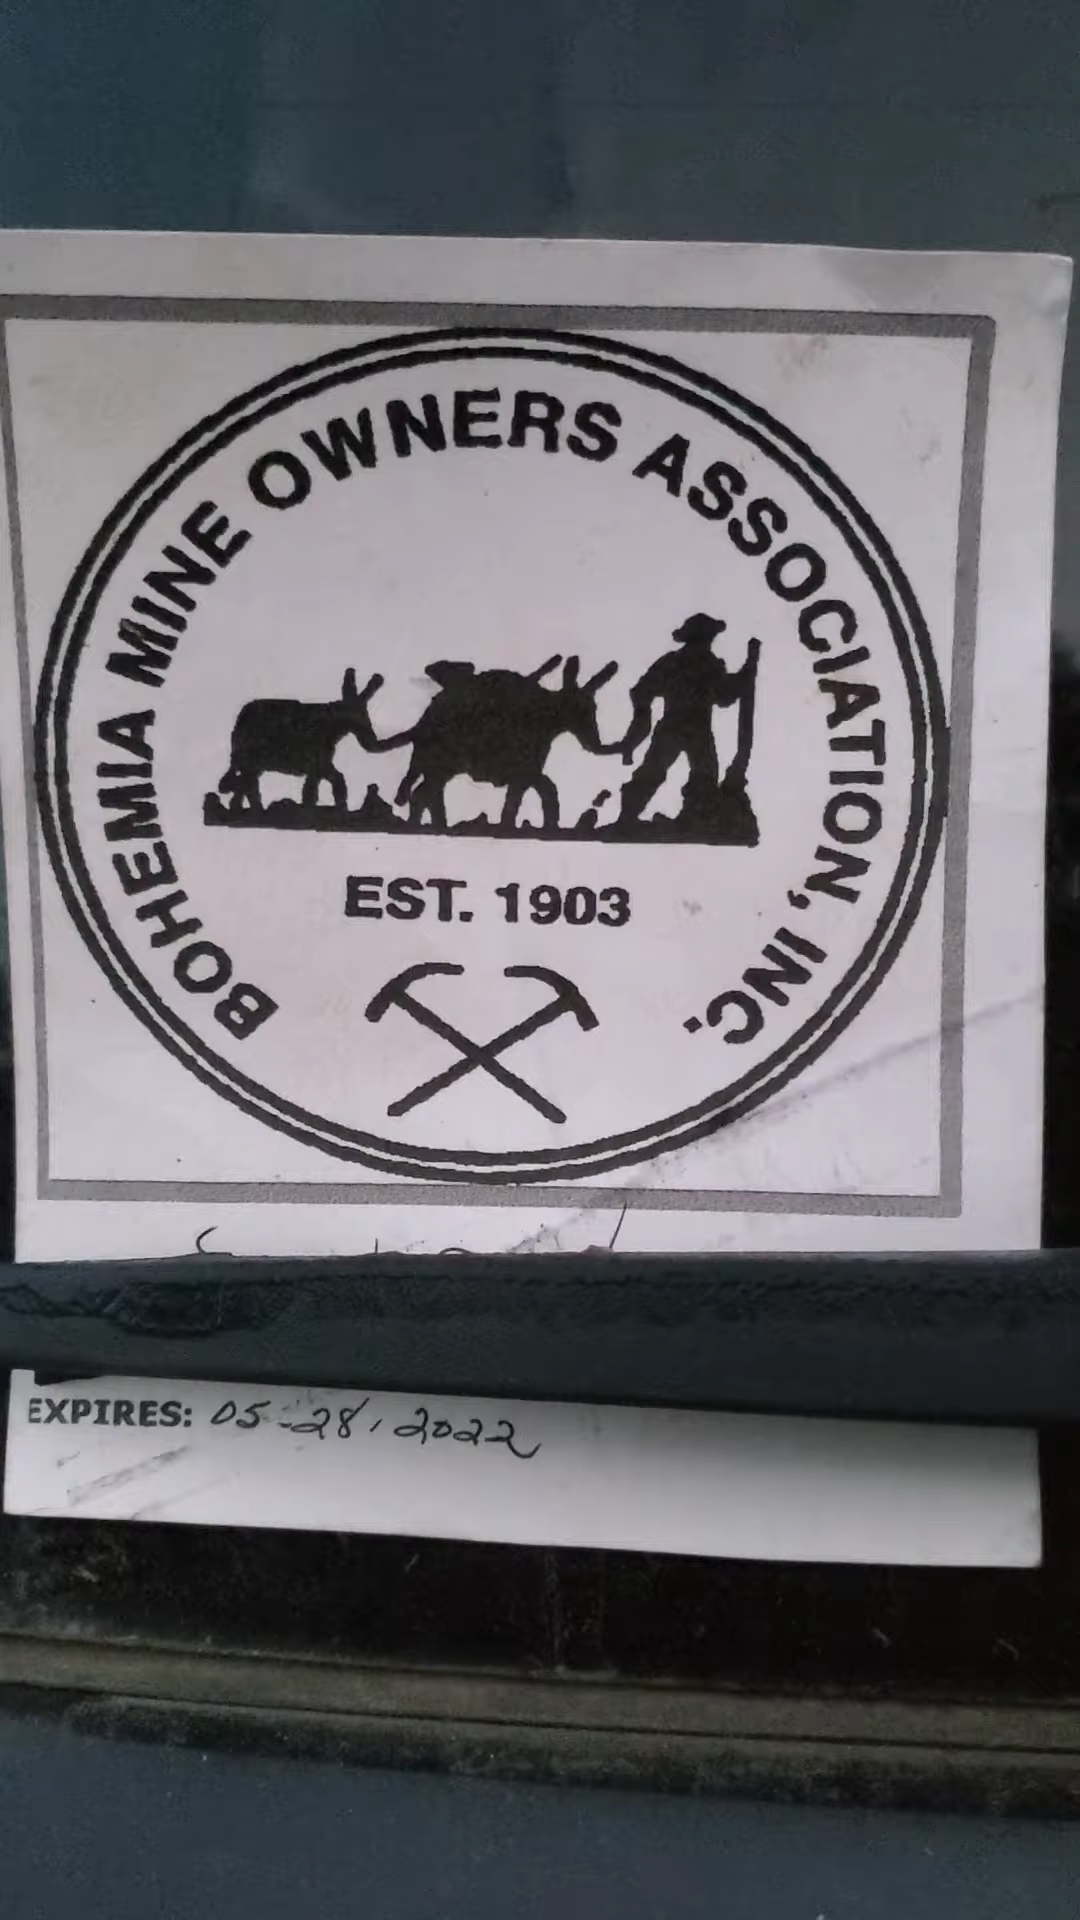 BOHEMIA MINE OWNERS ASSOCIATION, INC.
EST. 1903
EXPIRES: 05-28, 2022